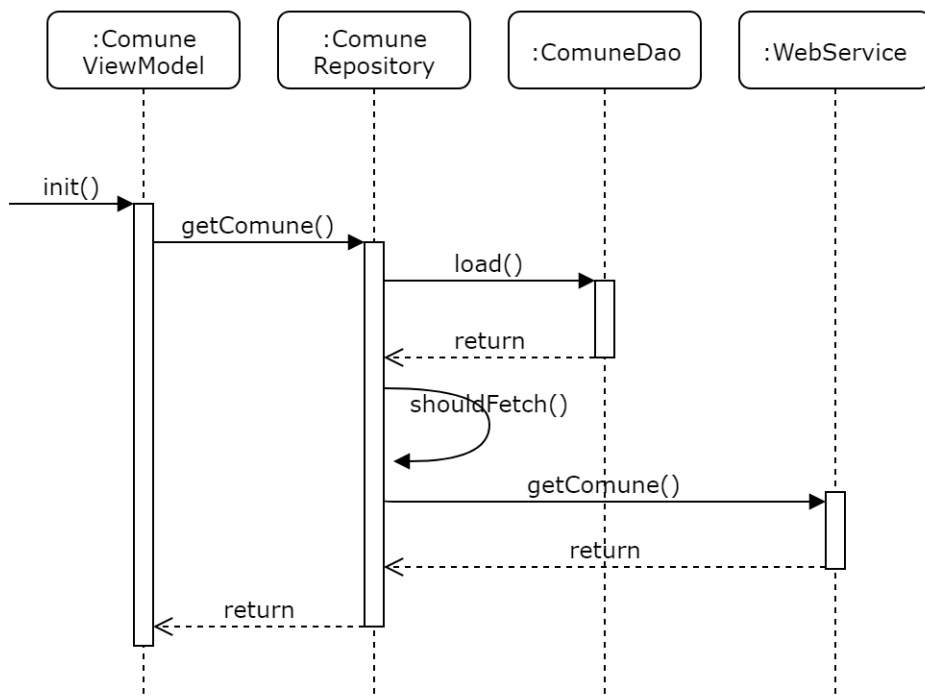 :Comune
ViewModel
:Comune
Repository
:ComuneDao
:WebService
init()
getComune()
load()
return
shouldFetch()
getComune()
return
return